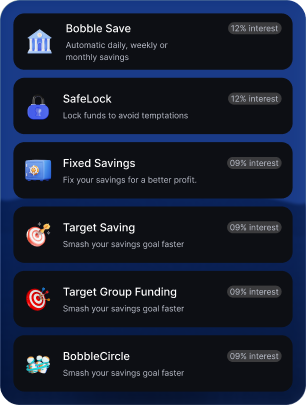 Bobble Save
12% interest
Automatic daily, weekly or
monthly savings
SafeLock
12% interest
Lock funds to avoid temptations
Fixed Savings
09% interest
Fix your savings for a better profit.
Target Saving
09% interest
Smash your savings goal faster
Target Group Funding
09% interest
Smash your savings goal faster
BobbleCircle
09% interest
Smash your savings goal faster